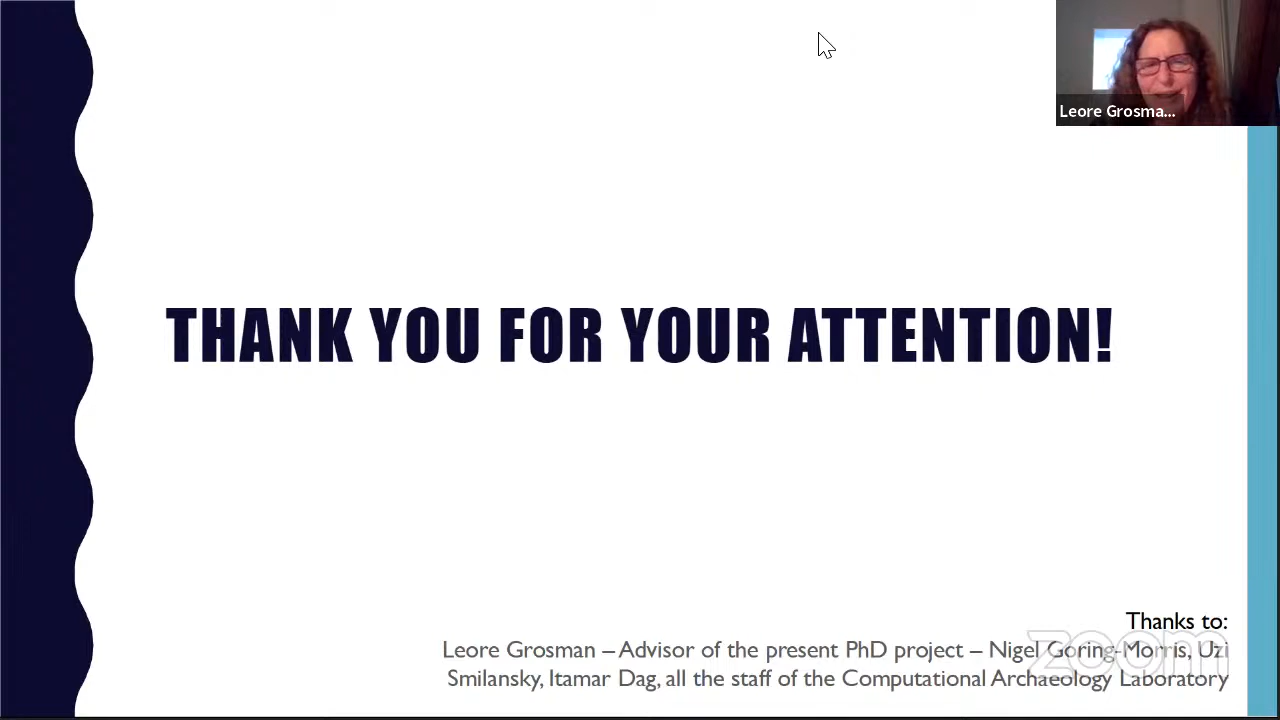 Leore Grosma...
THANK YOU FOR YOUR ATTENTION!
Thanks to:
Leore Grosman – Advisor of the present PhD project – Nigel Goring-Morris, Uzi
Smilansky, Itamar Dag, all the staff of the Computational Archaeology Laboratory
zoom